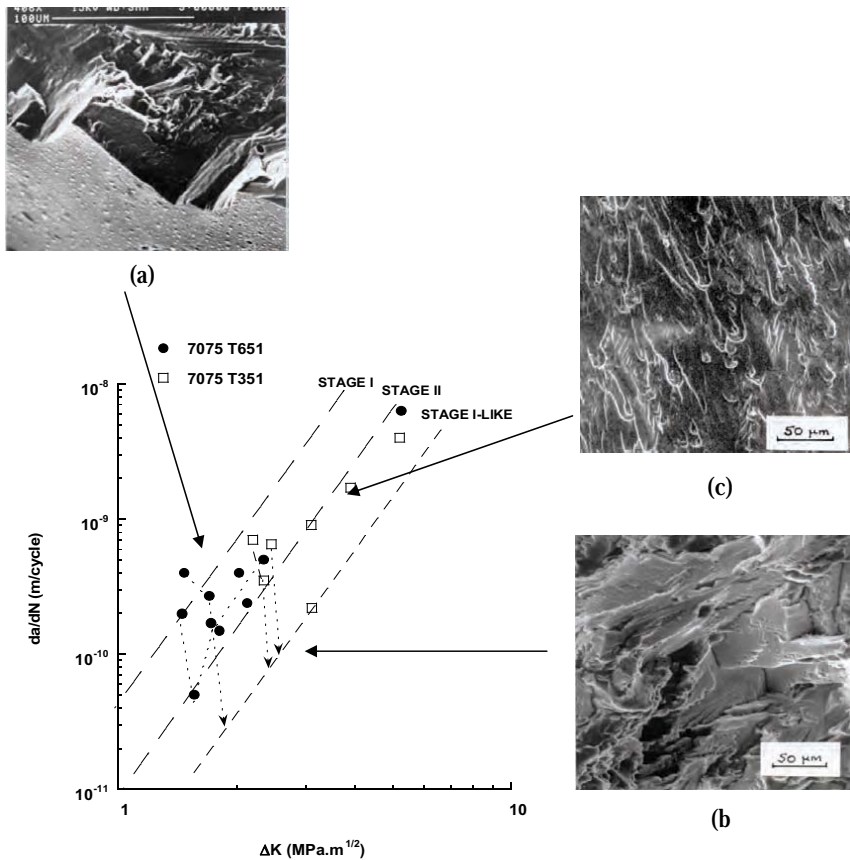 100UM
(a)
7075 T651
7075 T351
STAGE I
STAGE II
STAGE I-LIKE
10-8
10-9
10-10
10-11
da/dN (m/cycle)
1
10
ΔK (MPa.m1/2)
50 µm
(c)
50 µm
(b)